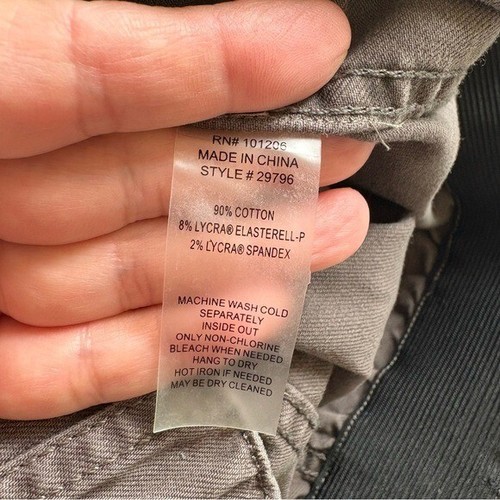 RN# 101206
MADE IN CHINA
STYLE # 29796
90% COTTON
8% LYCRA® ELASTERELL-P
2% LYCRA® SPANDEX
MACHINE WASH COLD
SEPARATELY
INSIDE OUT
ONLY NON-CHLORINE
BLEACH WHEN NEEDED
HANG TO DRY
HOT IRON IF NEEDED
MAY BE DRY CLEANED